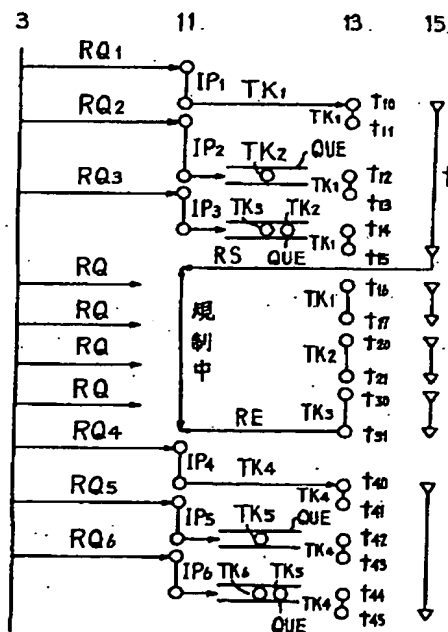 3 11 13 15
RQ1
IP1 TK1 t10
RQ2 TK1 t11
IP2 TK2 QUE t12
RQ3 TK1 t13
IP3 TK3 TK2 t14
QUE TK1 t15
RS
RQ TK1 t16
t17
RQ 規制中 TK2 t20
RQ t21
RQ TK3 t30
RE t31
RQ4
IP4 TK4 t40
RQ5 TK4 t41
IP5 TK5 QUE t42
RQ6 TK4 t43
IP6 TK6 TK5 t44
QUE TK4 t45